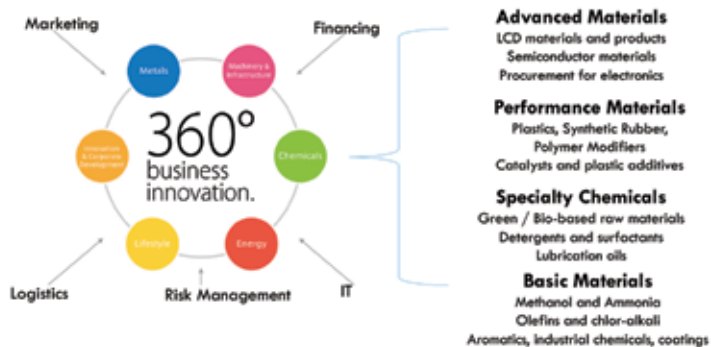 Marketing
Financing
Metals
Machinery &
Infrastructure
Innovation
& Corporate
Development
360°
business
innovation.
Chemicals
Lifestyle
Energy
Logistics
Risk Management
IT
Advanced Materials
LCD materials and products
Semiconductor materials
Procurement for electronics
Performance Materials
Plastics, Synthetic Rubber,
Polymer Modifiers
Catalysts and plastic additives
Specialty Chemicals
Green / Bio-based raw materials
Detergents and surfactants
Lubrication oils
Basic Materials
Methanol and Ammonia
Olefins and chlor-alkali
Aromatics, industrial chemicals, coatings